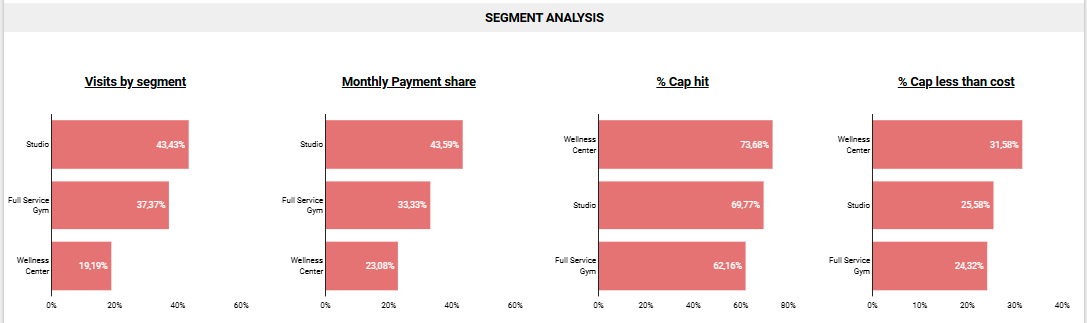 SEGMENT ANALYSIS
Visits by segment
Studio
43,43%
Full Service
Gym
37,37%
Wellness
Center
19,19%
0% 20% 40% 60%
Monthly Payment share
Studio
43,59%
Full Service
Gym
33,33%
Wellness
Center
23,08%
0% 20% 40% 60%
% Cap hit
Wellness
Center
73,68%
Studio
69,77%
Full Service
Gym
62,16%
0% 20% 40% 60% 80%
% Cap less than cost
Wellness
Center
31,58%
Studio
25,58%
Full Service
Gym
24,32%
0% 10% 20% 30% 40%